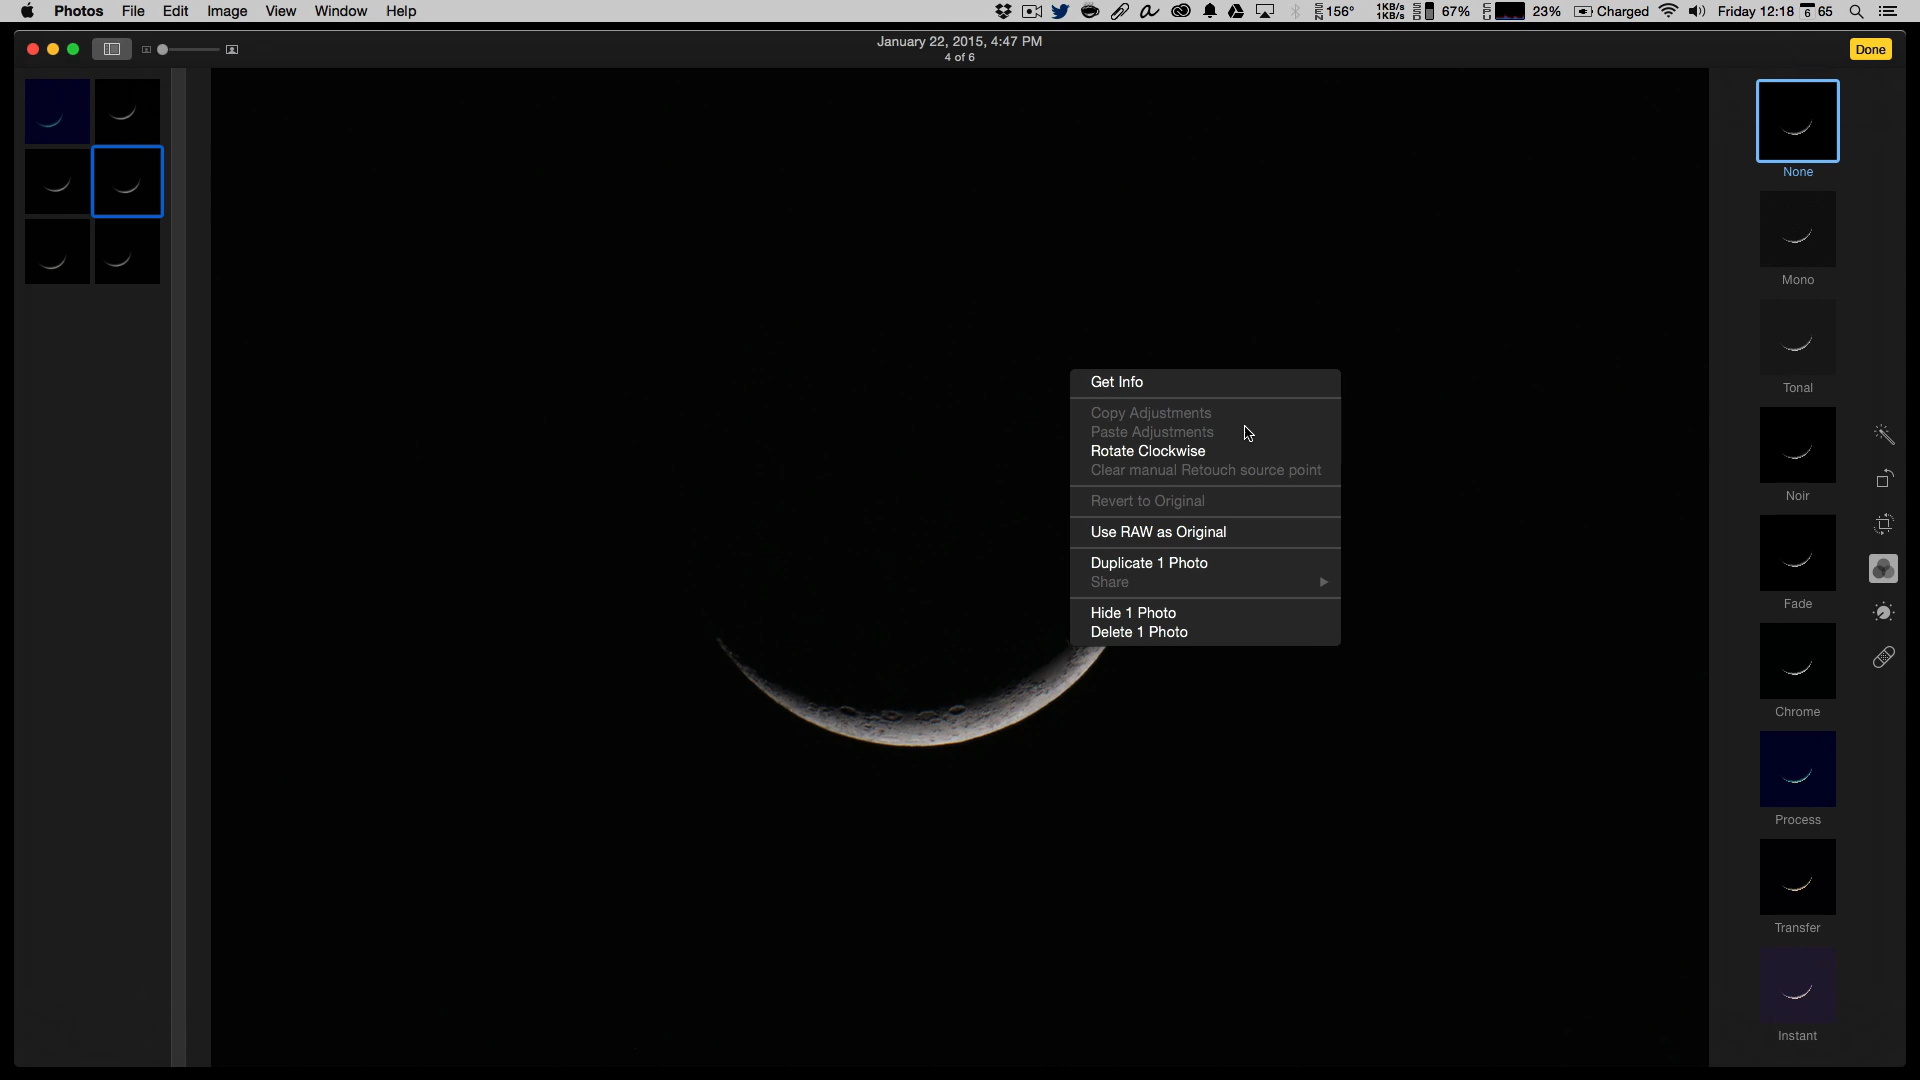 Photos File Edit Image View Window Help
156° 1KB/s 1KB/s 67% 23% Charged Friday 12:18 6 65
January 22, 2015, 4:47 PM
4 of 6
Done
None
Mono
Tonal
Noir
Fade
Chrome
Process
Transfer
Instant
Get Info
Copy Adjustments
Paste Adjustments
Rotate Clockwise
Clear manual Retouch source point
Revert to Original
Use RAW as Original
Duplicate 1 Photo
Share
Hide 1 Photo
Delete 1 Photo